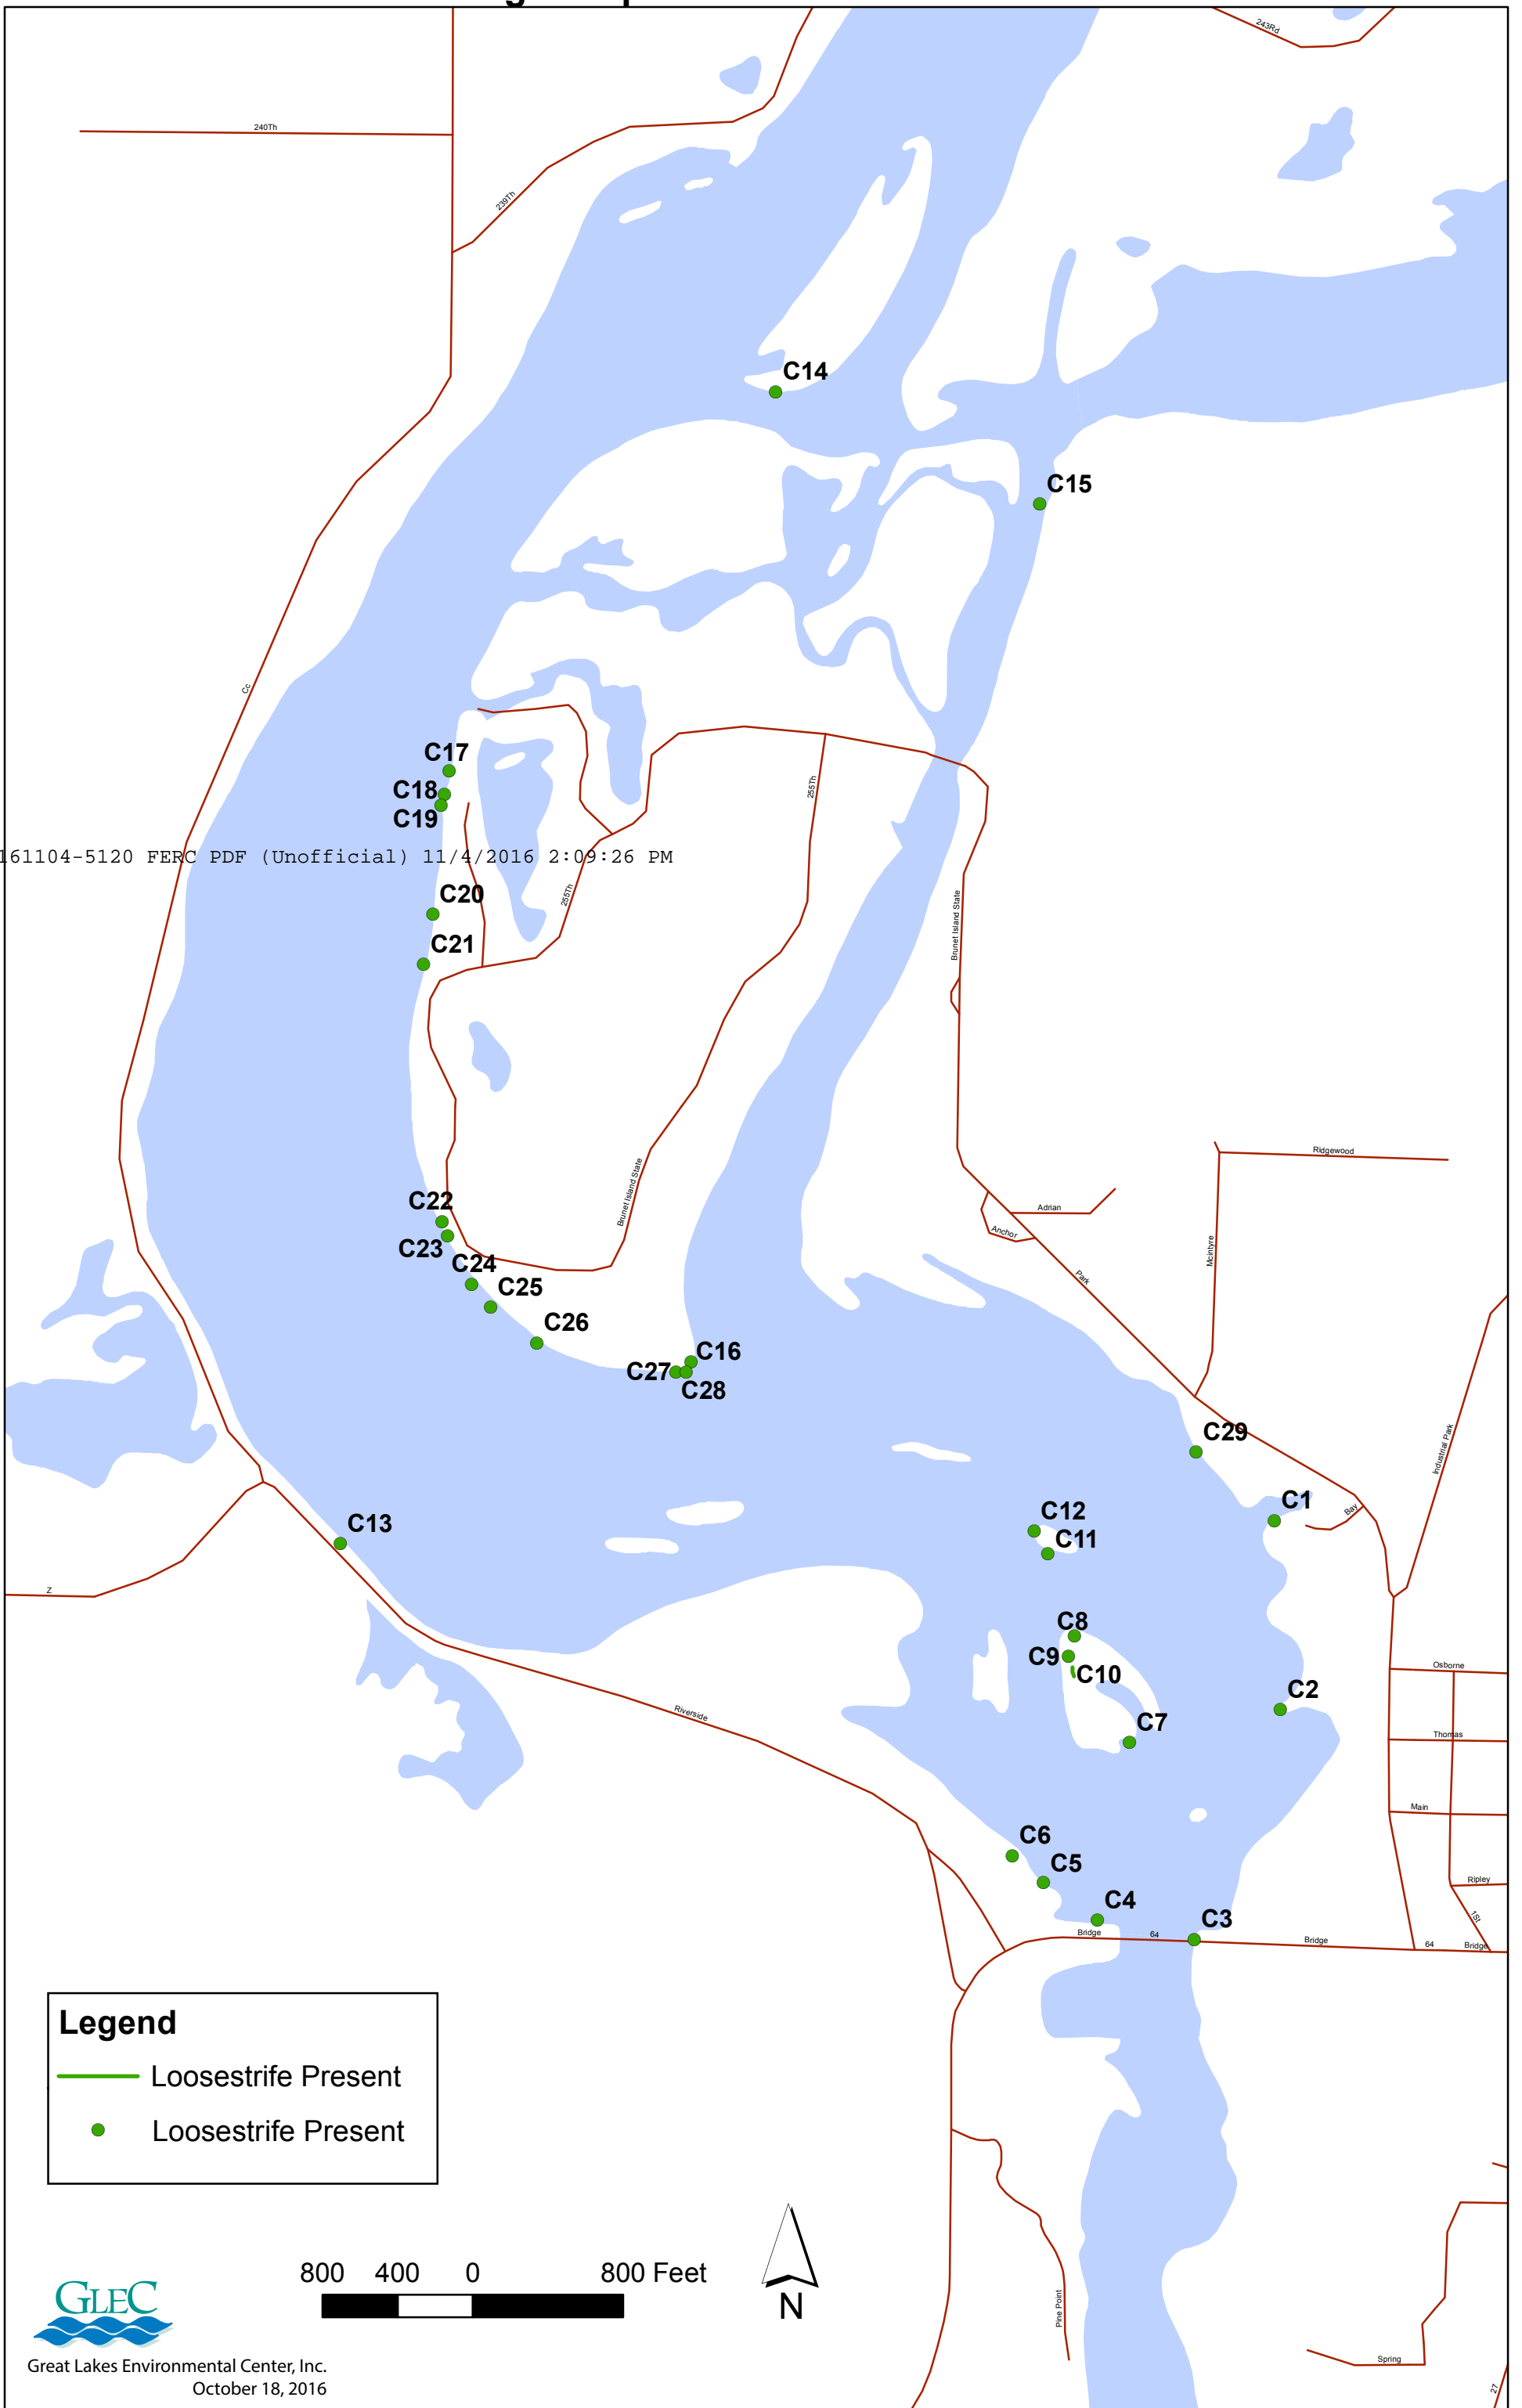 243Rd
240Th
239Th
C14
C15
Cc
C17
C18
C19
255Th
161104-5120 FERC PDF (Unofficial) 11/4/2016 2:09:26 PM
C20
255Th
Brunet Island State
C21
Ridgewood
Brunet Island State
C22
Adrian
Anchor
Mcintyre
C23
C24
Park
C25
C26
C16
C27
C28
C29
Industrial Park
C1
Bay
C12
C13
C11
Z
C8
C9
C10
Osborne
C2
Riverside
C7
Thomas
Main
C6
C5
Ripley
C4
C3
1St
Bridge
64
Bridge
64
Bridge
Legend
Loosestrife Present
Loosestrife Present
800 400 0 800 Feet
N
Pine Point
GLEC
Spring
Great Lakes Environmental Center, Inc.
October 18, 2016
27